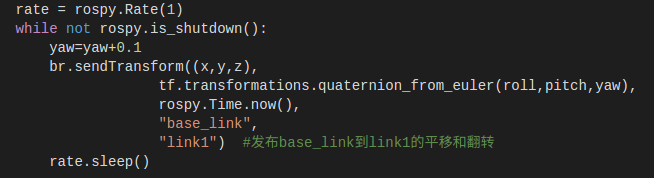 rate = rospy.Rate(1)
while not rospy.is_shutdown():
yaw=yaw+0.1
br.sendTransform((x,y,z),
tf.transformations.quaternion_from_euler(roll,pitch,yaw),
rospy.Time.now(),
"base_link",
"link1")  #发布base_link到link1的平移和翻转
rate.sleep()